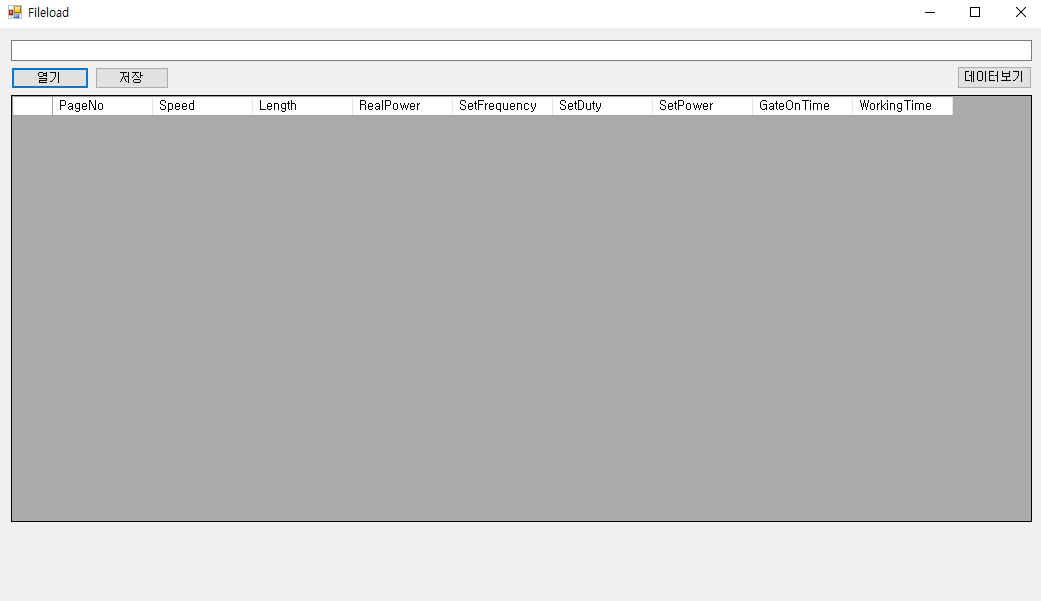 Fileload
열기 저장 데이터보기
PageNo Speed Length RealPower SetFrequency SetDuty SetPower GateOnTime WorkingTime